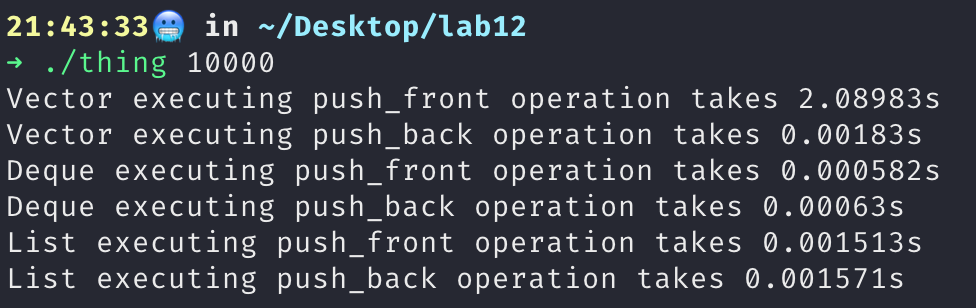 21:43:33🥶 in ~/Desktop/lab12
→ ./thing 10000
Vector executing push_front operation takes 2.08983s
Vector executing push_back operation takes 0.00183s
Deque executing push_front operation takes 0.000582s
Deque executing push_back operation takes 0.00063s
List executing push_front operation takes 0.001513s
List executing push_back operation takes 0.001571s